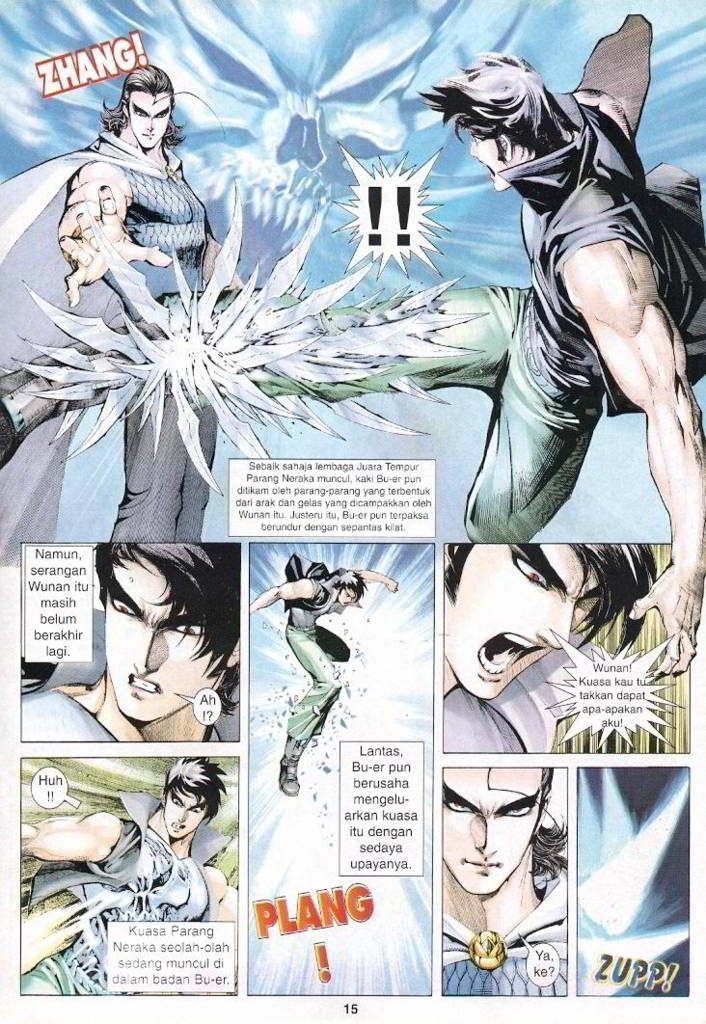 ZHANG!
!!
Sebaik sahaja lembaga Juara Tempur
Parang Neraka muncul, kaki Bu-er pun
ditikam oleh parang-parang yang terbentuk
dari arak dan gelas yang dicampakkan oleh
Wunan itu. Justeru itu, Bu-er pun terpaksa
berundur dengan sepantas kilat.
Namun,
serangan
Wunan itu
masih
belum
berakhir
lagi.
Ah
!?
Huh
!!
Kuasa Parang
Neraka seolah-olah
sedang muncul di
dalam badan Bu-er.
Lantas,
Bu-er pun
berusaha
mengelu-
arkan kuasa
itu dengan
sedaya
upayanya.
PLANG
!
Wunan!
Kuasa kau tu
takkan dapat
apa-apakan
aku!
Ya,
ke?
ZUPP!
15